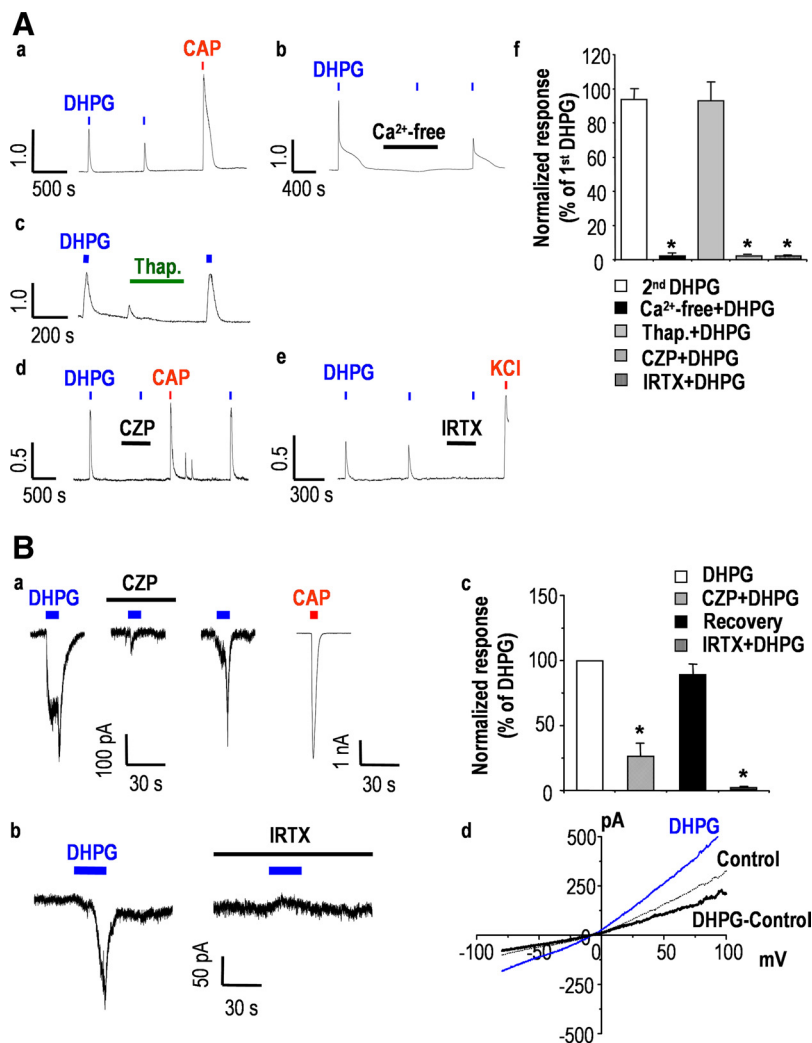 A
a
CAP
DHPG
1.0
500 s
b
DHPG
Ca²⁺-free
1.0
400 s
c
DHPG
Thap.
1.0
200 s
d
DHPG
CAP
CZP
0.5
500 s
e
DHPG
KCl
IRTX
0.5
300 s
f
Normalized response
(% of 1st DHPG)
120
100
80
60
40
20
0
* * *
2nd DHPG
Ca²⁺-free+DHPG
Thap.+DHPG
CZP+DHPG
IRTX+DHPG
B
a
CZP
DHPG
CAP
100 pA
30 s
1 nA
30 s
b
DHPG
IRTX
50 pA
30 s
c
DHPG
CZP+DHPG
Recovery
IRTX+DHPG
Normalized response
(% of DHPG)
150
100
50
0
* *
d
pA
500
250
0
-250
-500
DHPG
Control
DHPG-Control
-100 -50 0 50 100
mV